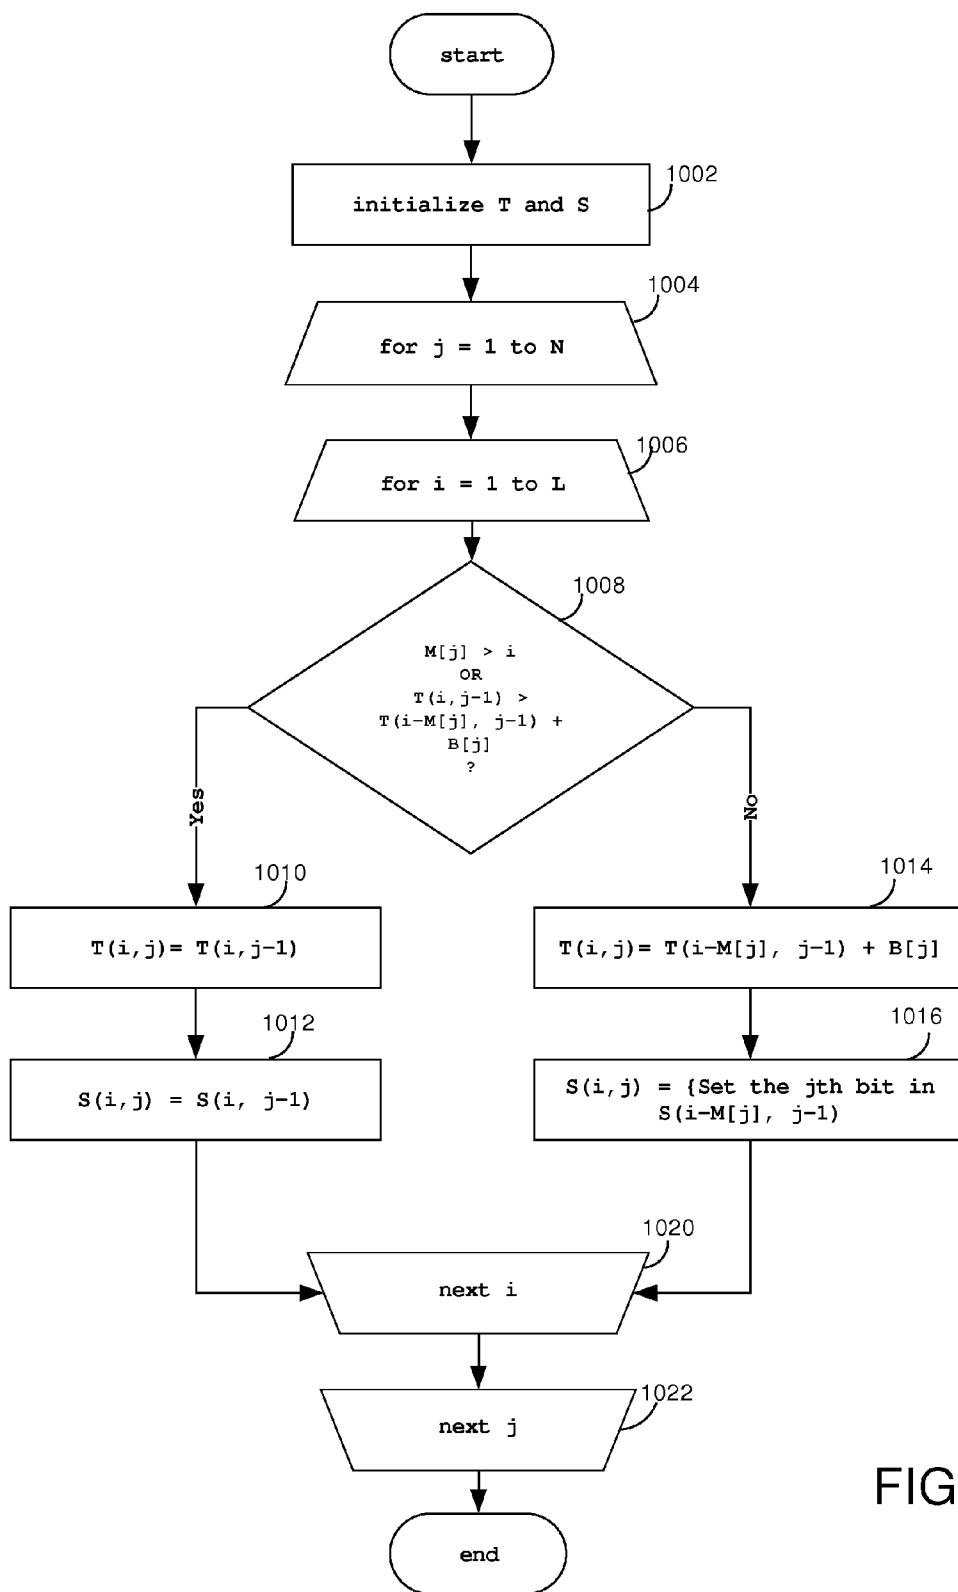 start
1002
initialize T and S
1004
for j = 1 to N
1006
for i = 1 to L
1008
M[j] > i
OR
T(i,j-1) >
T(i-M[j], j-1) +
B[j]
?
Yes
No
1010
T(i,j)= T(i,j-1)
1014
T(i,j)= T(i-M[j], j-1) + B[j]
1012
S(i,j) = S(i, j-1)
1016
S(i,j) = {Set the jth bit in
S(i-M[j], j-1)
1020
next i
1022
next j
FIG
end